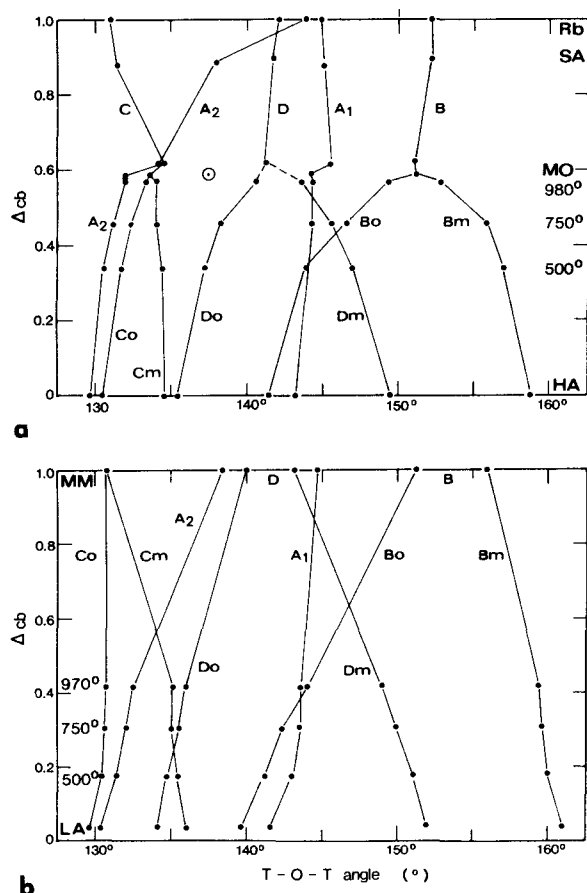 1.0
Rb
SA
0.8
C
A2
D
A1
B
0.6
MO
980°
Δcb
A2
750°
0.4
Bo
Bm
500°
Co
0.2
Cm
Do
Dm
0
HA
130°
140°
150°
160°
a
1.0
MM
D
B
A2
0.8
Co
Cm
A1
Bo
Bm
0.6
Δcb
Do
Dm
970°
0.4
750°
0.2
500°
0
LA
130°
140°
150°
160°
T - O - T angle (°)
b